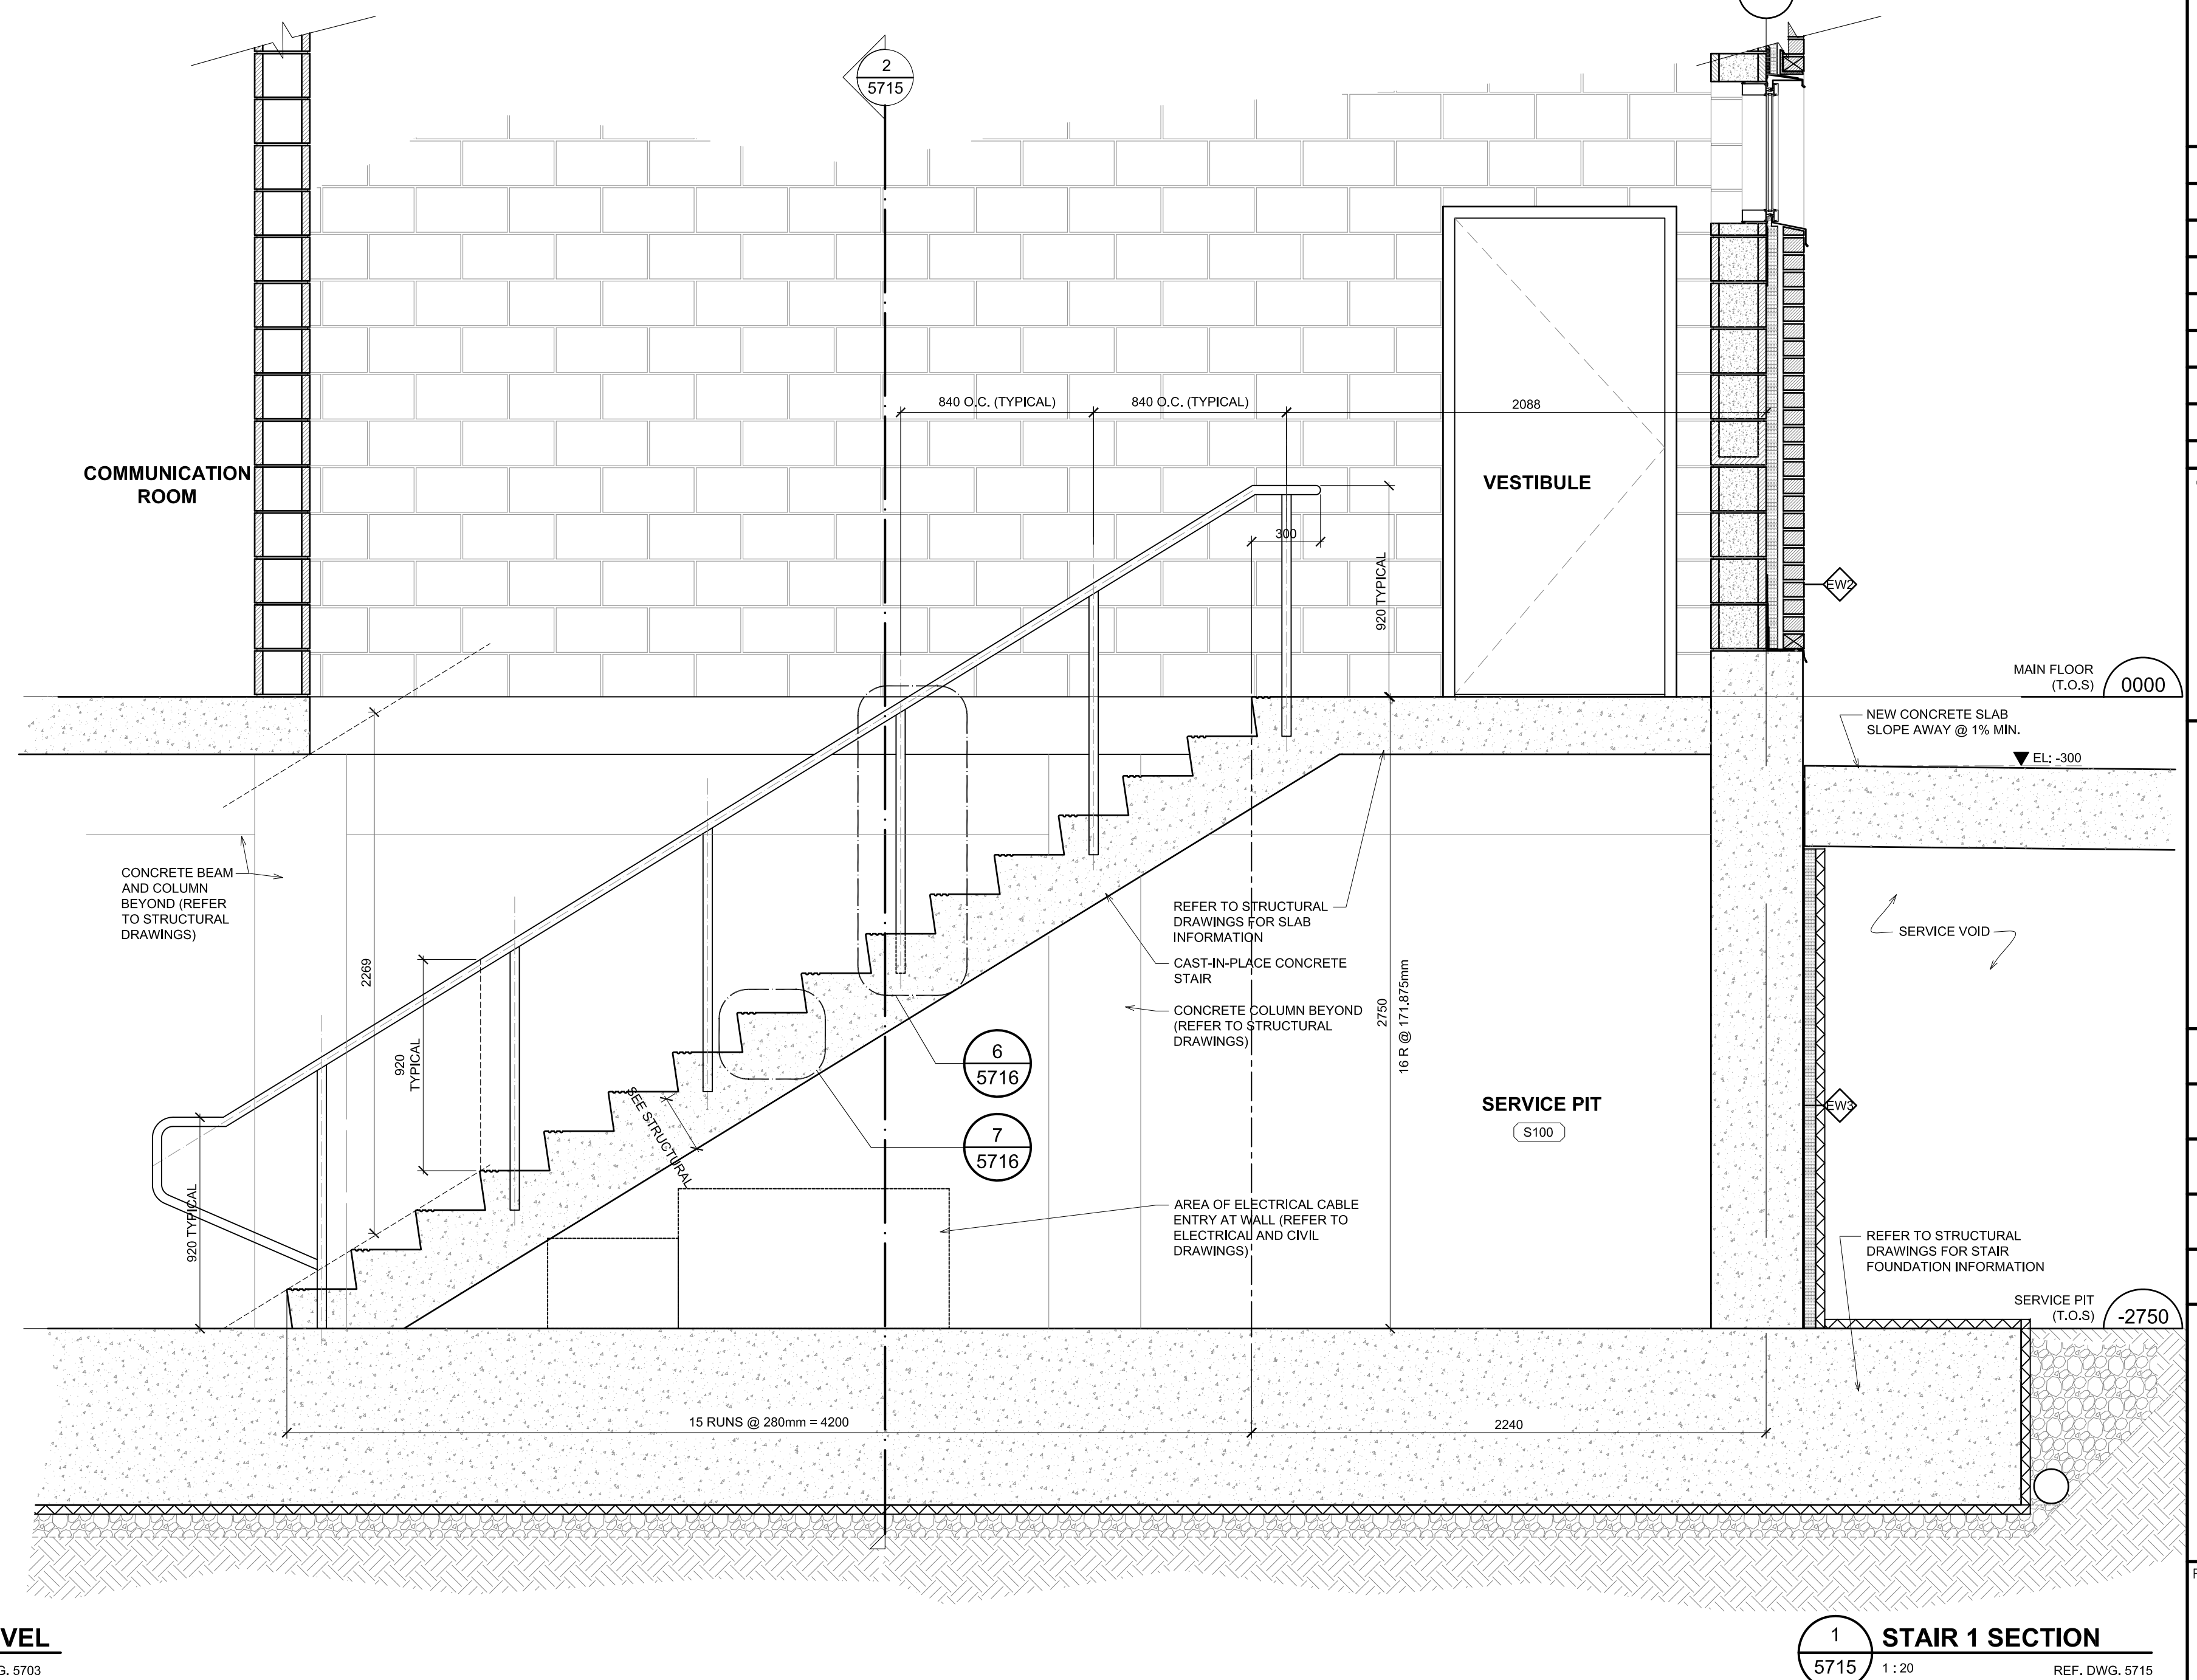 2
5715
840 O.C. (TYPICAL)
840 O.C. (TYPICAL)
2088
COMMUNICATION
ROOM
VESTIBULE
300
920 TYPICAL
EW2
MAIN FLOOR
(T.O.S)
0000
NEW CONCRETE SLAB
SLOPE AWAY @ 1% MIN.
EL: -300
CONCRETE BEAM
AND COLUMN
BEYOND (REFER
TO STRUCTURAL
DRAWINGS)
2269
920
TYPICAL
920 TYPICAL
REFER TO STRUCTURAL
DRAWINGS FOR SLAB
INFORMATION
CAST-IN-PLACE CONCRETE
STAIR
CONCRETE COLUMN BEYOND
(REFER TO STRUCTURAL
DRAWINGS)
SERVICE VOID
2750
16 R @ 171.875mm
6
5716
7
5716
SEE STRUCTURAL
SERVICE PIT
S100
EW3
AREA OF ELECTRICAL CABLE
ENTRY AT WALL (REFER TO
ELECTRICAL AND CIVIL
DRAWINGS)
REFER TO STRUCTURAL
DRAWINGS FOR STAIR
FOUNDATION INFORMATION
SERVICE PIT
(T.O.S)
-2750
15 RUNS @ 280mm = 4200
2240
VEL
G. 5703
1
5715
STAIR 1 SECTION
1 : 20
REF. DWG. 5715